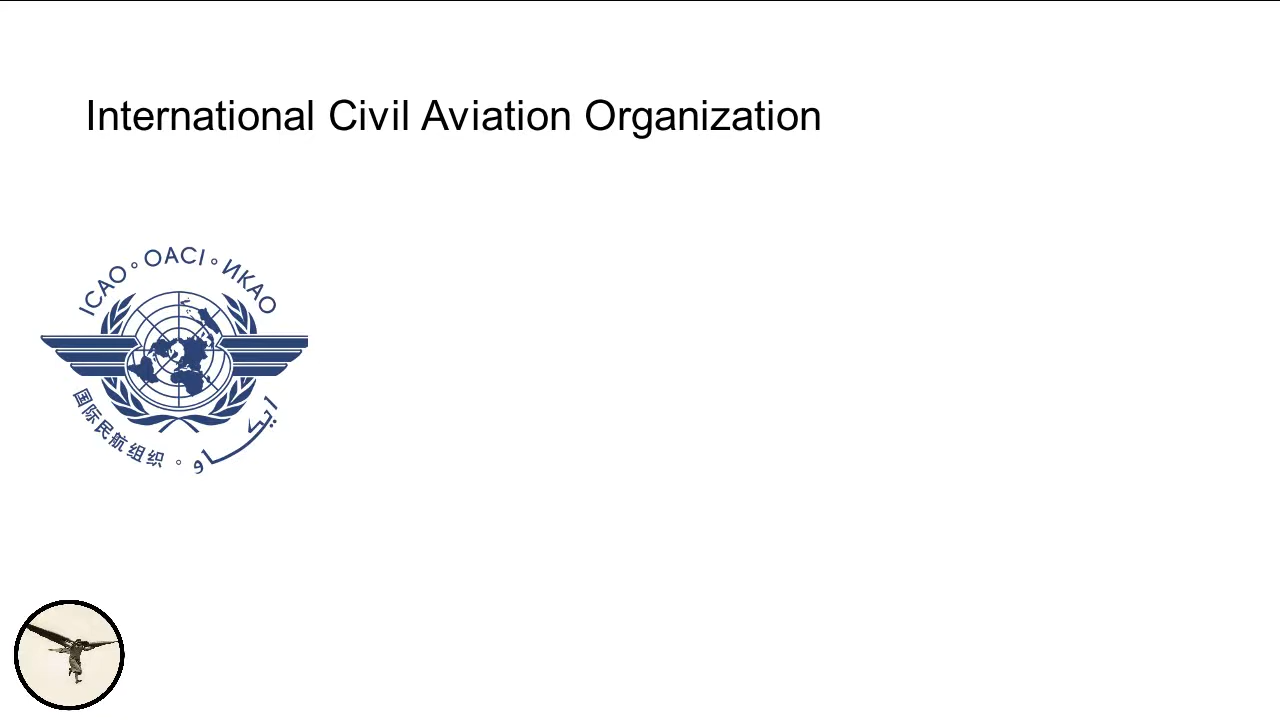 International Civil Aviation Organization
ICAO ° OACI ° ИКАО
国际民航组织 ° ايكاو